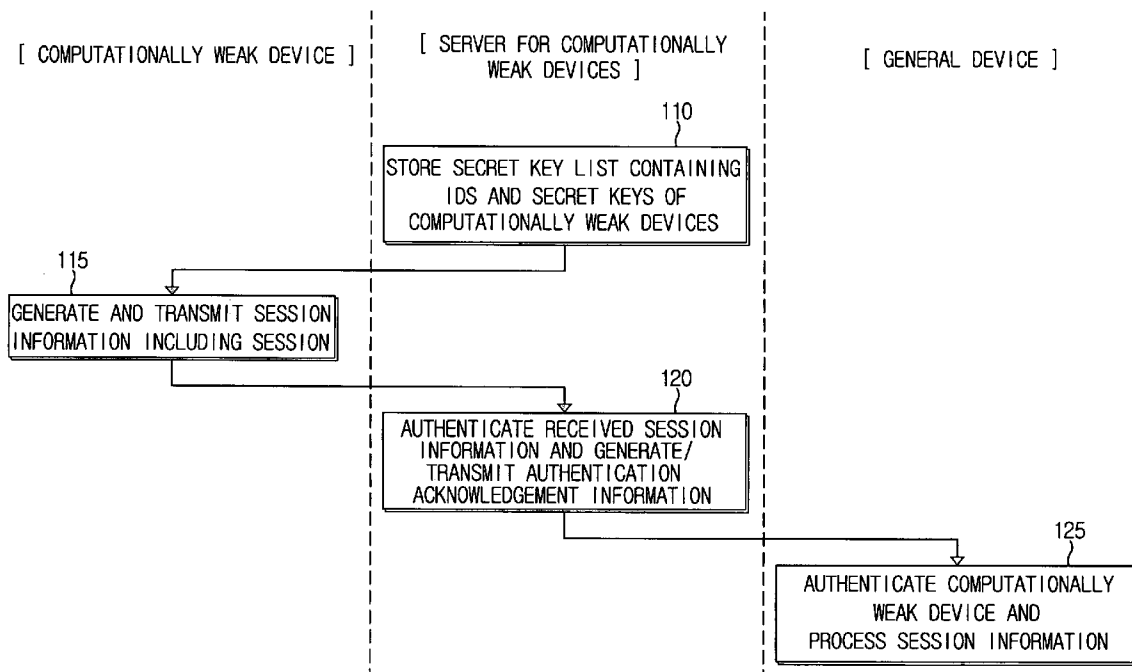 [ COMPUTATIONALLY WEAK DEVICE ]
[ SERVER FOR COMPUTATIONALLY
WEAK DEVICES ]
[ GENERAL DEVICE ]
110
STORE SECRET KEY LIST CONTAINING
IDS AND SECRET KEYS OF
COMPUTATIONALLY WEAK DEVICES
115
GENERATE AND TRANSMIT SESSION
INFORMATION INCLUDING SESSION
120
AUTHENTICATE RECEIVED SESSION
INFORMATION AND GENERATE/
TRANSMIT AUTHENTICATION
ACKNOWLEDGEMENT INFORMATION
125
AUTHENTICATE COMPUTATIONALLY
WEAK DEVICE AND
PROCESS SESSION INFORMATION